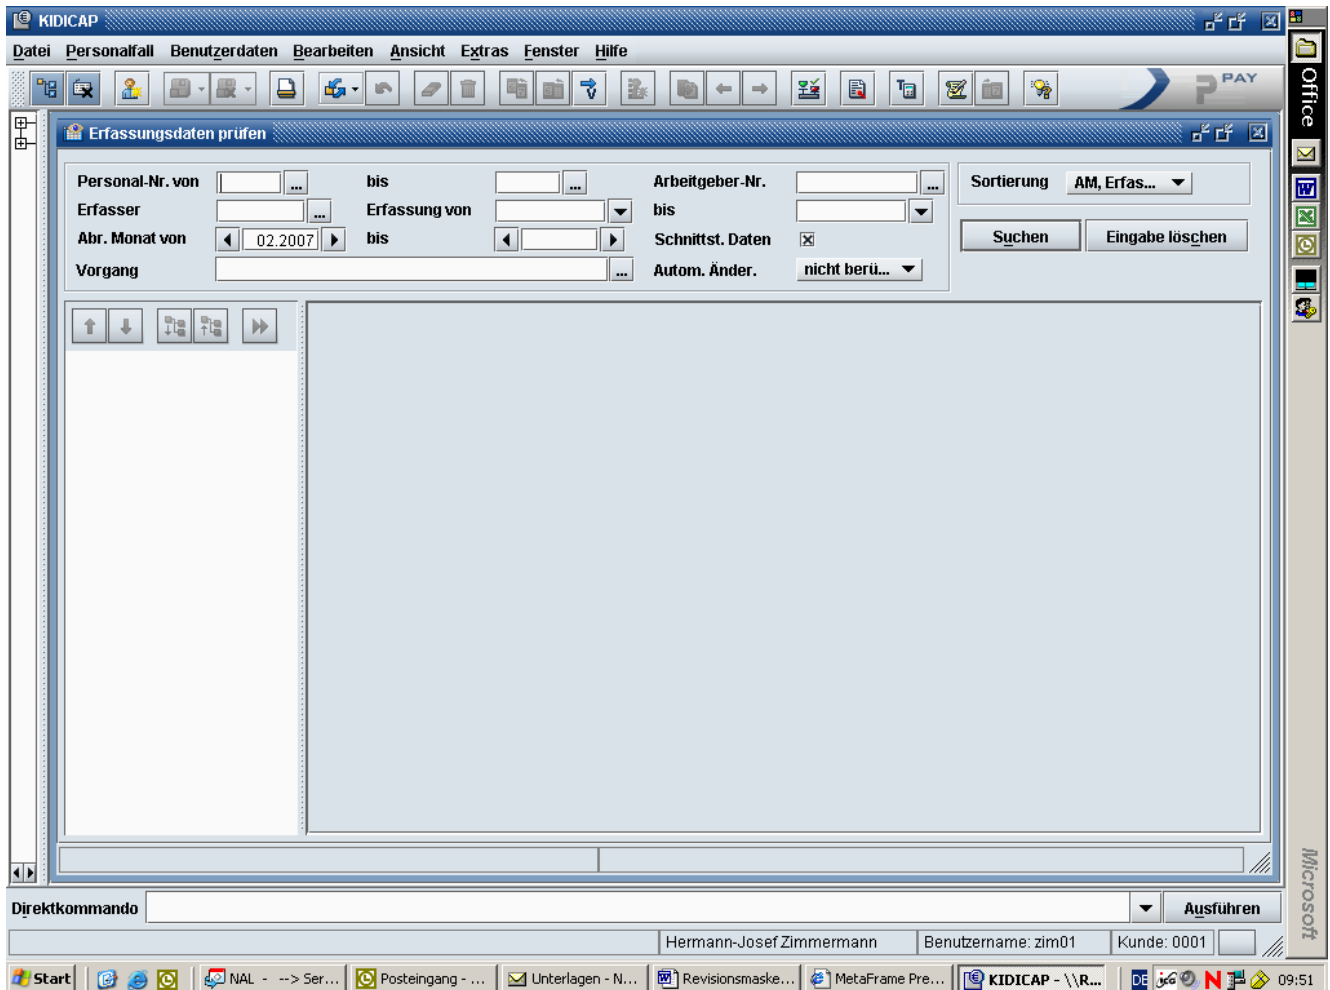 KIDICAP
Datei Personalfall Benutzerdaten Bearbeiten Ansicht Extras Fenster Hilfe
P PAY
Office
Erfassungsdaten prüfen
Personal-Nr. von ... bis ... Arbeitgeber-Nr. ... Sortierung AM, Erfas...
Erfasser ... Erfassung von bis
Abr. Monat von 02.2007 bis Schnittst. Daten Suchen Eingabe löschen
Vorgang ... Autom. Änder. nicht berü...
Microsoft
Direktkommando Ausführen
Hermann-Josef Zimmermann Benutzername: zim01 Kunde: 0001
Start NAL - --> Ser... Posteingang - ... Unterlagen - N... Revisionsmaske... MetaFrame Pre... KIDICAP - \\R... DE 09:51